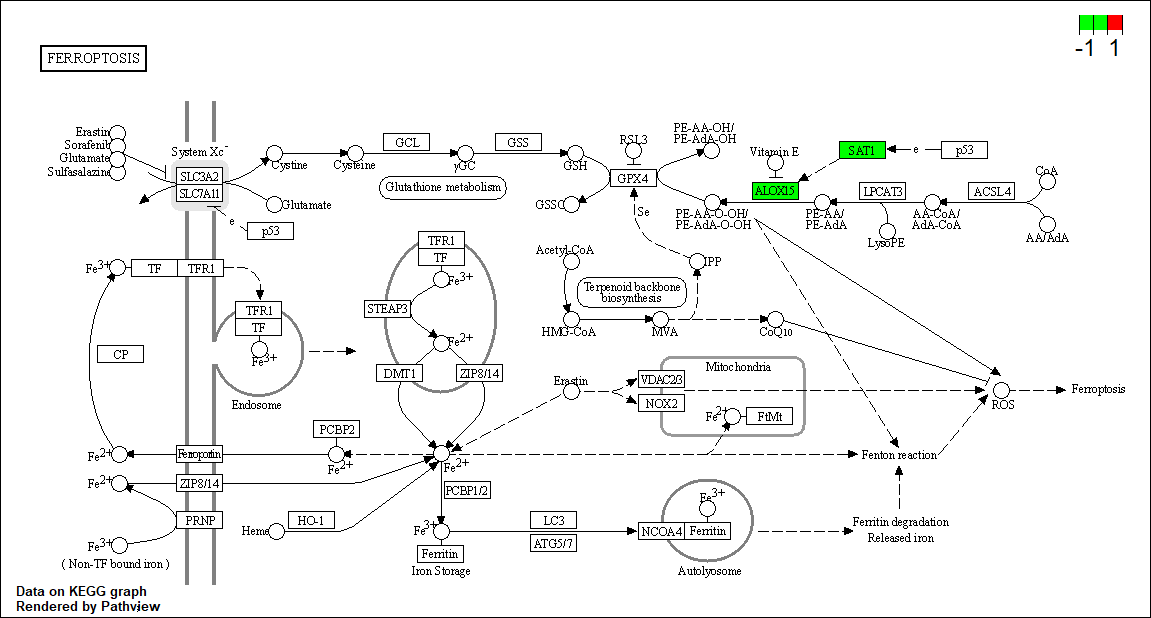 -1 1
FERROPTOSIS
Erastin
Sorafenib
Glutamate
Sulfasalazine
System Xc-
SLC3A2
SLC7A11
Cystine
Glutamate
e
p53
Cysteine
GCL
γGC
GSS
GSH
Glutathione metabolism
GSSG
RSL3
GPX4
Se
PE-AA-OH/
PE-AdA-OH
PE-AA-O-OH/
PE-AdA-O-OH
Vitamin E
ALOX15
SAT1
e
p53
PE-AA/
PE-AdA
LPCAT3
LysoPE
AA-CoA/
AdA-CoA
ACSL4
CoA
AA/AdA
Fe3+
TF
TFR1
TFR1
TF
Fe3+
Endosome
CP
TFR1
TF
Fe3+
STEAP3
Fe2+
DMT1
ZIP8/14
Acetyl-CoA
Terpenoid backbone
biosynthesis
IPP
HMG-CoA
MVA
CoQ10
Erastin
Mitochondria
VDAC2/3
NOX2
Fe2+
FtMt
ROS
Ferroptosis
Fe2+
Ferroportin
PCBP2
Fe2+
Fe2+
Fenton reaction
Fe2+
ZIP8/14
PCBP1/2
PRNP
Heme
HO-1
Fe3+
Ferritin
Iron Storage
LC3
ATG5/7
Fe3+
NCOA4
Ferritin
Autolyosome
Ferritin degradation
Released iron
Fe3+
( Non-TF bound iron )
Data on KEGG graph
Rendered by Pathview